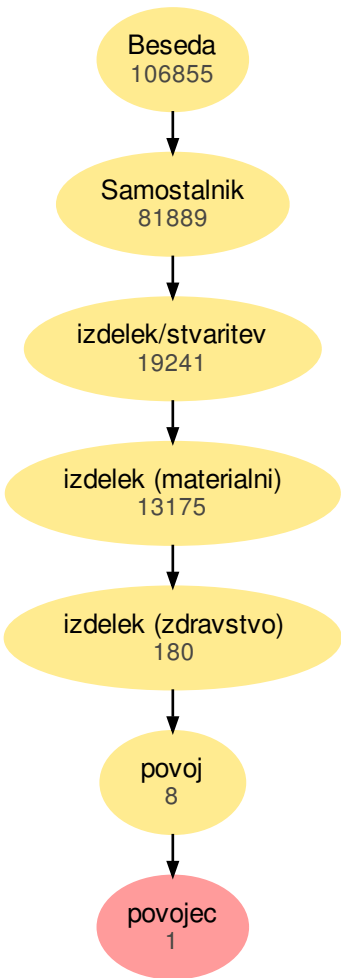 Beseda
106855
Samostalnik
81889
izdelek/stvaritev
19241
izdelek (materialni)
13175
izdelek (zdravstvo)
180
povoj
8
povojec
1